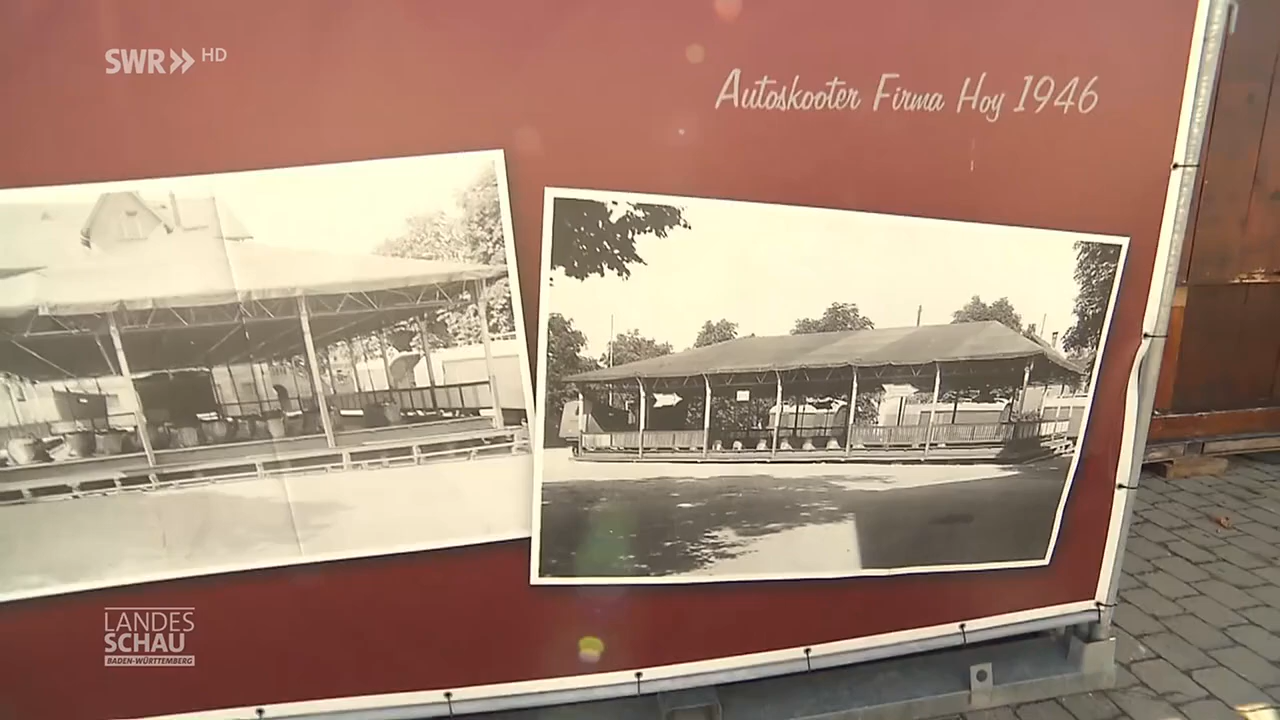 SWR HD
Autoskooter Firma Hoy 1946
LANDES
SCHAU
BADEN-WÜRTTEMBERG